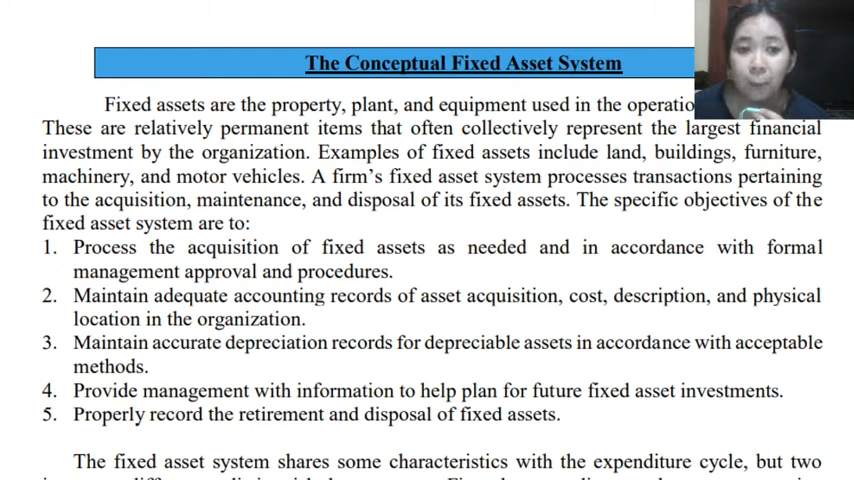 The Conceptual Fixed Asset System
Fixed assets are the property, plant, and equipment used in the
These are relatively permanent items that often collectively represent the largest financial
investment by the organization. Examples of fixed assets include land, buildings, furniture,
machinery, and motor vehicles. A firm's fixed asset system processes transactions pertaining
to the acquisition, maintenance, and disposal of its fixed assets. The specific objectives of the
fixed asset system are to:
1. Process the acquisition of fixed assets as needed and in accordance with formal
management approval and procedures.
2. Maintain adequate accounting records of asset acquisition, cost, description, and physical
location in the organization.
3. Maintain accurate depreciation records for depreciable assets in accordance with acceptable
methods.
4. Provide management with information to help plan for future fixed asset investments.
5. Properly record the retirement and disposal of fixed assets.
The fixed asset system shares some characteristics with the expenditure cycle, but two